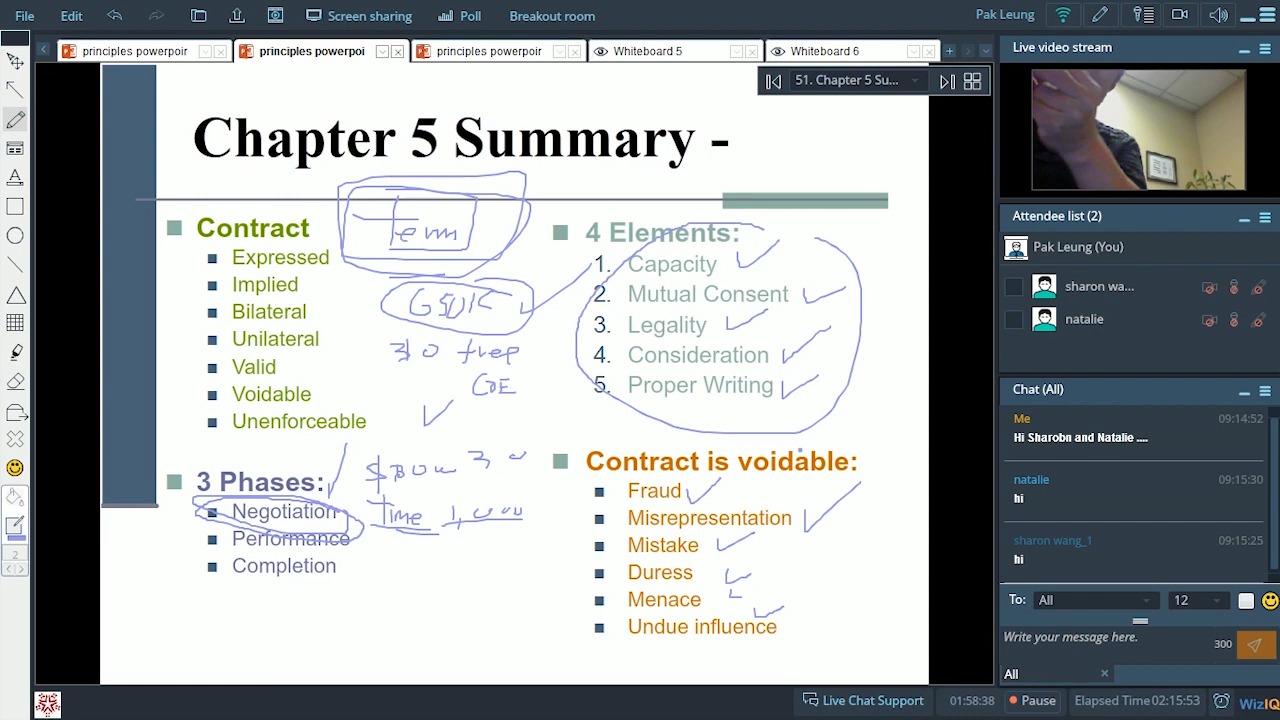 File Edit Screen sharing Poll Breakout room Pak Leung
principles powerpoir principles powerpoi principles powerpoir Whiteboard 5 Whiteboard 6
51. Chapter 5 Su...
Chapter 5 Summary -
Contract
Expressed
Implied
Bilateral
Unilateral
Valid
Voidable
Unenforceable
3 Phases:
Negotiation
Performance
Completion
Term
30 free
COE
Time 1,000
4 Elements:
1. Capacity
2. Mutual Consent
3. Legality
4. Consideration
5. Proper Writing
Contract is voidable:
Fraud
Misrepresentation
Mistake
Duress
Menace
Undue influence
2
Live video stream
Attendee list (2)
Pak Leung (You)
sharon wa...
natalie
Chat (All)
Me 09:14:52
Hi Sharobn and Natalie ....
natalie 09:15:30
hi
sharon wang_1 09:15:25
hi
To: All 12
Write your message here. 300
All
Live Chat Support 01:58:38 Pause Elapsed Time 02:15:53 WizIQ